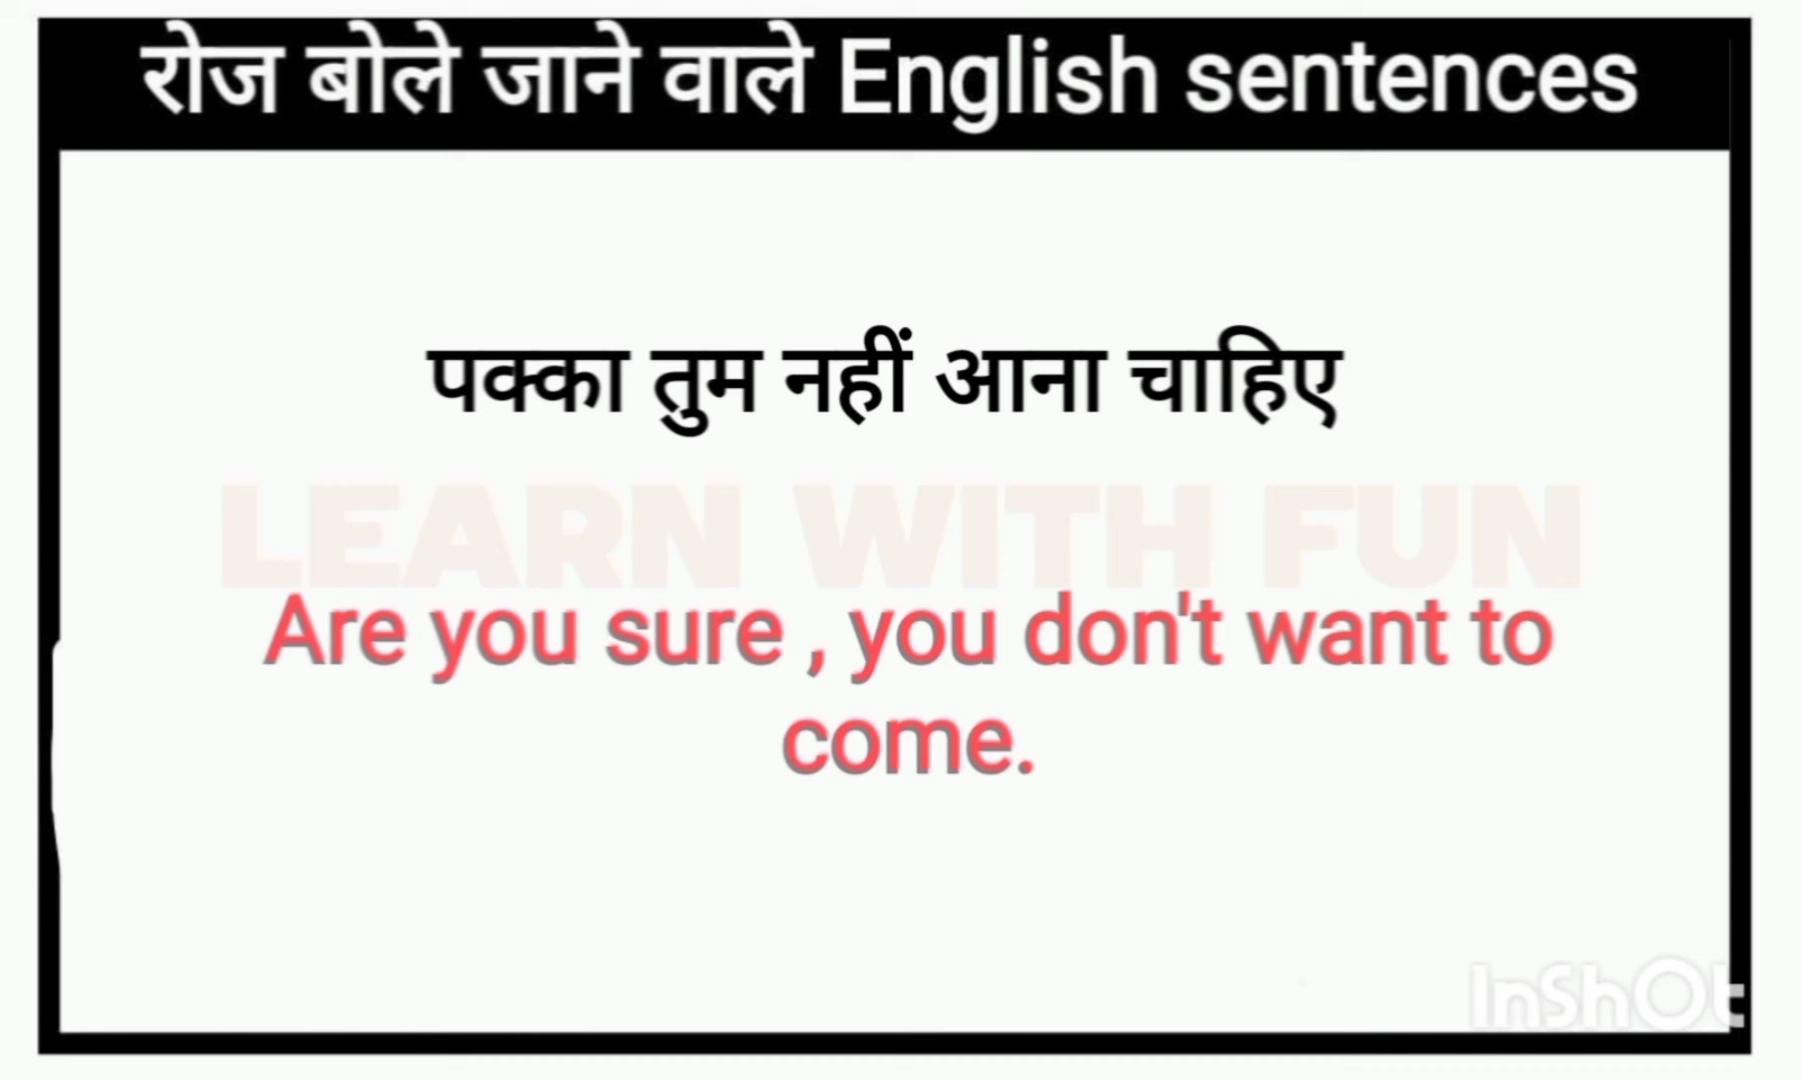 रोज बोले जाने वाले English sentences
पक्का तुम नहीं आना चाहिए
LEARN WITH FUN
Are you sure , you don't want to
come.
InShOt